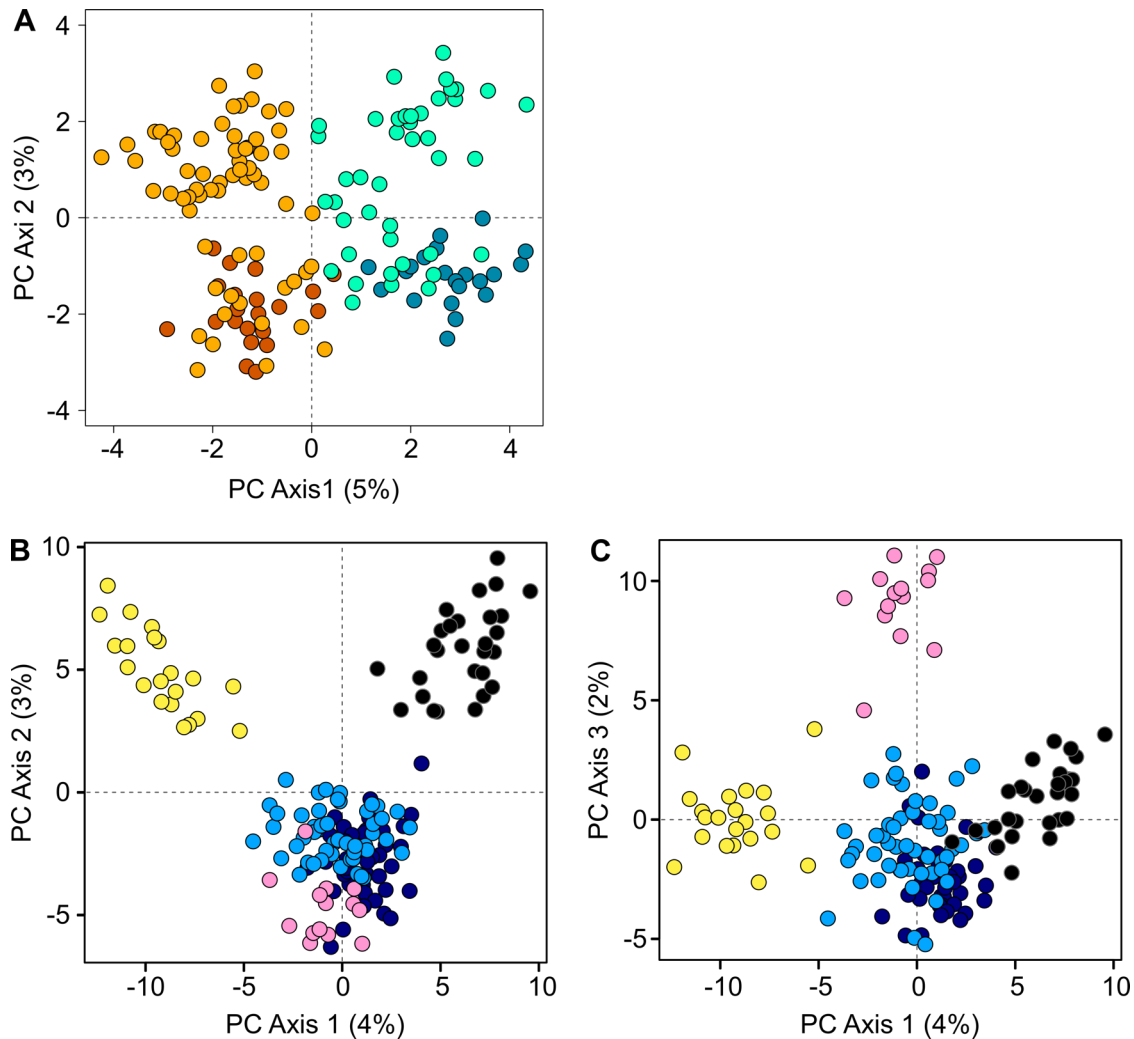 A
4
2
0
-2
-4
PC Axi 2 (3%)
-4 -2 0 2 4
PC Axis1 (5%)
B
10
5
0
-5
PC Axis 2 (3%)
-10 -5 0 5 10
PC Axis 1 (4%)
C
10
5
0
-5
PC Axis 3 (2%)
-10 -5 0 5 10
PC Axis 1 (4%)